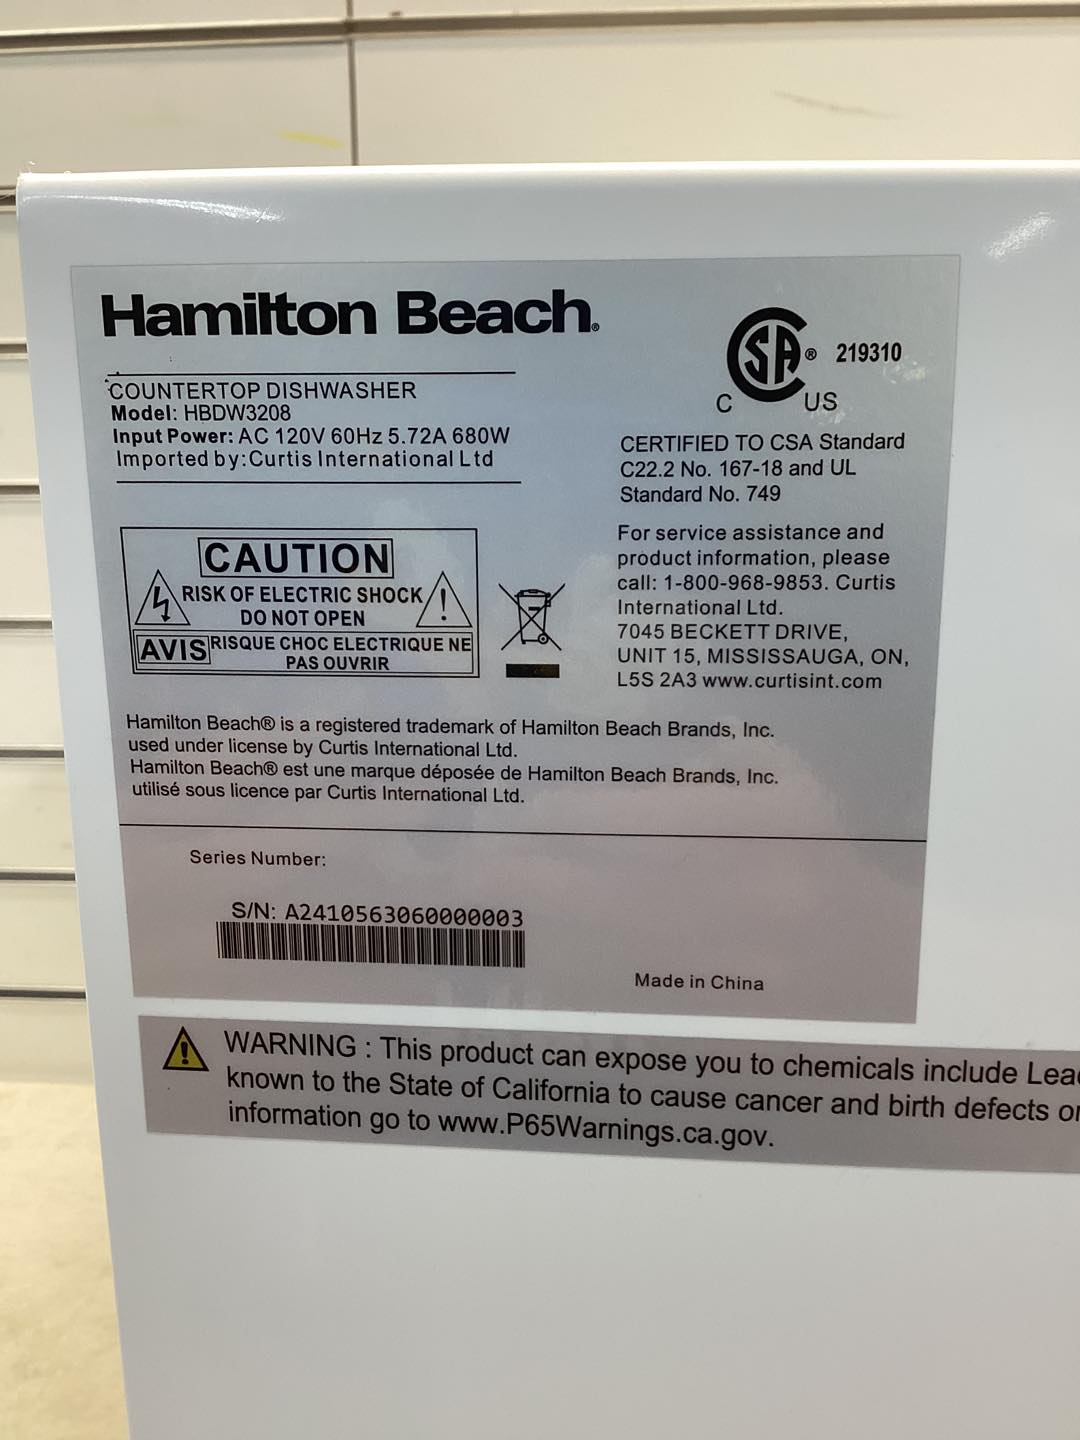 Hamilton Beach®
COUNTERTOP DISHWASHER
Model: HBDW3208
Input Power: AC 120V 60Hz 5.72A 680W
Imported by:Curtis International Ltd
CSA® 219310
C US
CERTIFIED TO CSA Standard
C22.2 No. 167-18 and UL
Standard No. 749
CAUTION
RISK OF ELECTRIC SHOCK
DO NOT OPEN
AVIS RISQUE CHOC ELECTRIQUE NE
PAS OUVRIR
For service assistance and
product information, please
call: 1-800-968-9853. Curtis
International Ltd.
7045 BECKETT DRIVE,
UNIT 15, MISSISSAUGA, ON,
L5S 2A3 www.curtisint.com
Hamilton Beach® is a registered trademark of Hamilton Beach Brands, Inc.
used under license by Curtis International Ltd.
Hamilton Beach® est une marque déposée de Hamilton Beach Brands, Inc.
utilisé sous licence par Curtis International Ltd.
Series Number:
S/N: A2410563060000003
Made in China
WARNING : This product can expose you to chemicals include
known to the State of California to cause cancer and birth defects
information go to www.P65Warnings.ca.gov.